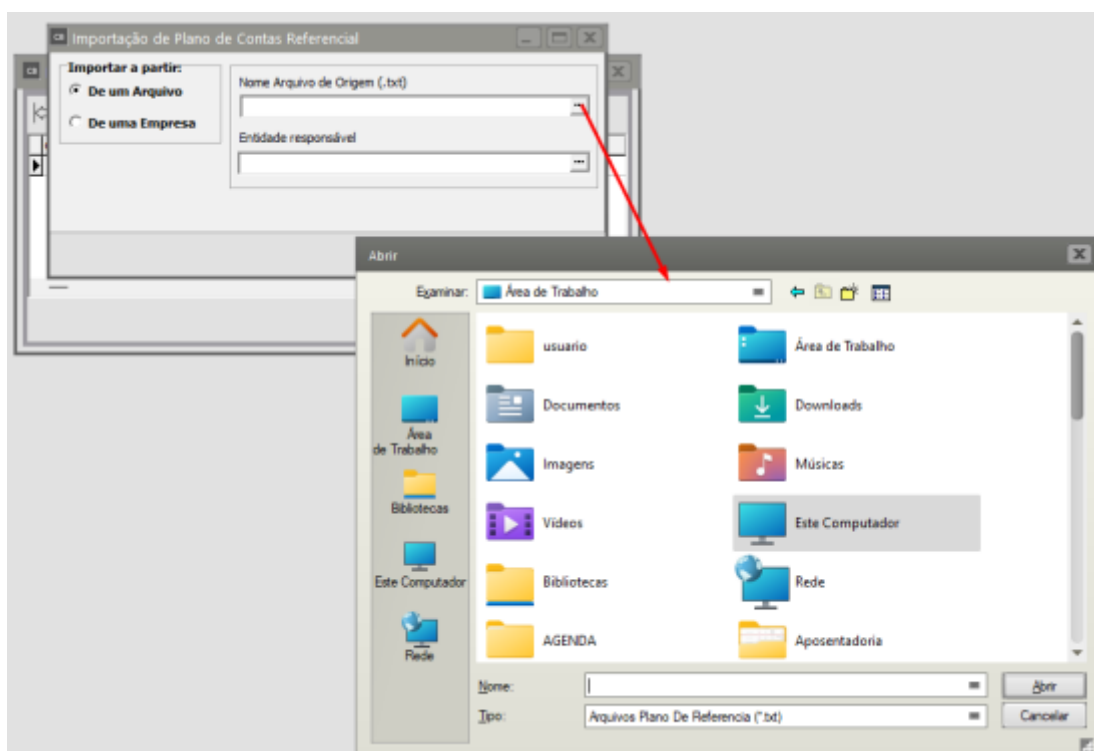 Importação de Plano de Contas Referencial
Importar a partir:
De um Arquivo
De uma Empresa
Nome Arquivo de Origem (.txt)
Entidade responsável
Abrir
Examinar:
Área de Trabalho
Início
Área
de Trabalho
Bibliotecas
Este Computador
Rede
usuario
Área de Trabalho
Documentos
Downloads
Imagens
Músicas
Vídeos
Este Computador
Bibliotecas
Rede
AGENDA
Aposentadoria
Nome:
Abrir
Tipo:
Arquivos Plano De Referencia (*.txt)
Cancelar